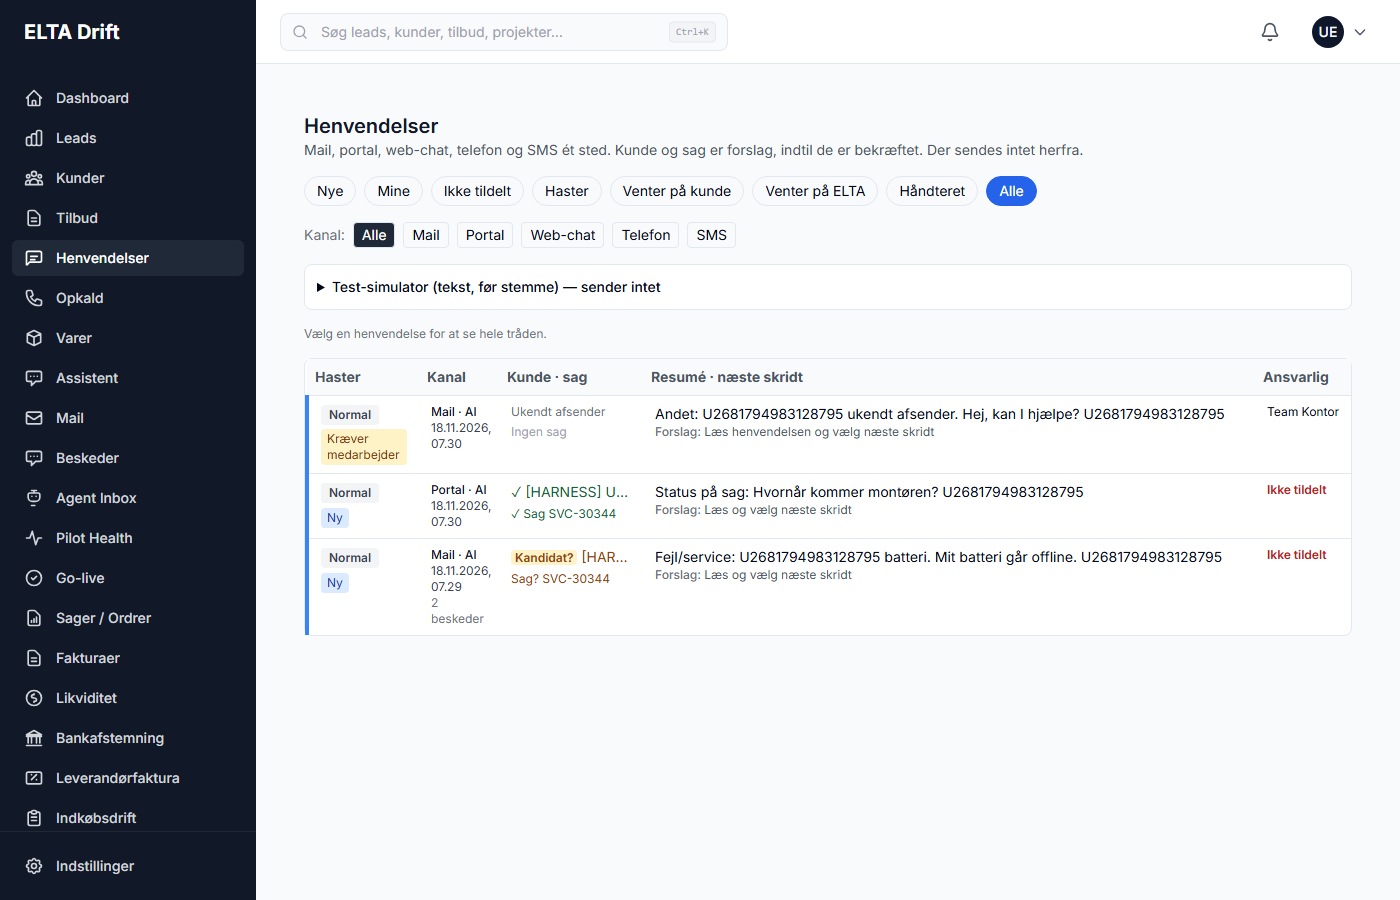 ELTA Drift
Søg leads, kunder, tilbud, projekter...
Ctrl+K
UE
Dashboard
Leads
Kunder
Tilbud
Henvendelser
Opkald
Varer
Assistent
Mail
Beskeder
Agent Inbox
Pilot Health
Go-live
Sager / Ordrer
Fakturaer
Likviditet
Bankafstemning
Leverandørfaktura
Indkøbsdrift
Indstillinger
Henvendelser
Mail, portal, web-chat, telefon og SMS ét sted. Kunde og sag er forslag, indtil de er bekræftet. Der sendes intet herfra.
Nye Mine Ikke tildelt Haster Venter på kunde Venter på ELTA Håndteret Alle
Kanal: Alle Mail Portal Web-chat Telefon SMS
Test-simulator (tekst, før stemme) — sender intet
Vælg en henvendelse for at se hele tråden.
Haster Kanal Kunde · sag Resumé · næste skridt Ansvarlig
Normal
Kræver
medarbejder
Mail · AI
18.11.2026,
07.30
Ukendt afsender
Ingen sag
Andet: U2681794983128795 ukendt afsender. Hej, kan I hjælpe? U2681794983128795
Forslag: Læs henvendelsen og vælg næste skridt
Team Kontor
Normal
Ny
Portal · AI
18.11.2026,
07.30
✓ [HARNESS] U...
✓ Sag SVC-30344
Status på sag: Hvornår kommer montøren? U2681794983128795
Forslag: Læs og vælg næste skridt
Ikke tildelt
Normal
Ny
Mail · AI
18.11.2026,
07.29
2
beskeder
Kandidat? [HAR...
Sag? SVC-30344
Fejl/service: U2681794983128795 batteri. Mit batteri går offline. U2681794983128795
Forslag: Læs og vælg næste skridt
Ikke tildelt